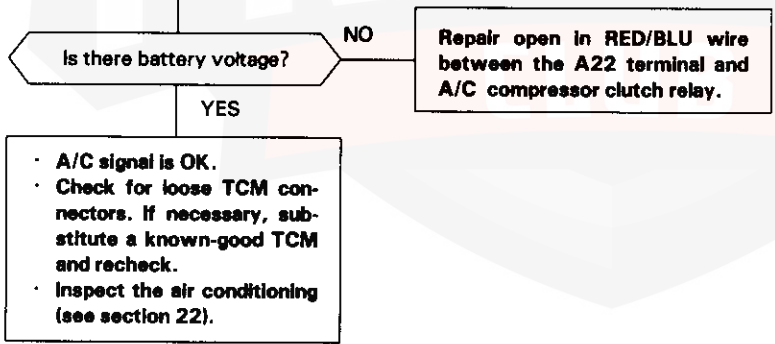 Is there battery voltage?
NO
Repair open in RED/BLU wire
between the A22 terminal and
A/C compressor clutch relay.
YES
· A/C signal is OK.
· Check for loose TCM con-
nectors. If necessary, sub-
stitute a known-good TCM
and recheck.
· Inspect the air conditioning
(see section 22).